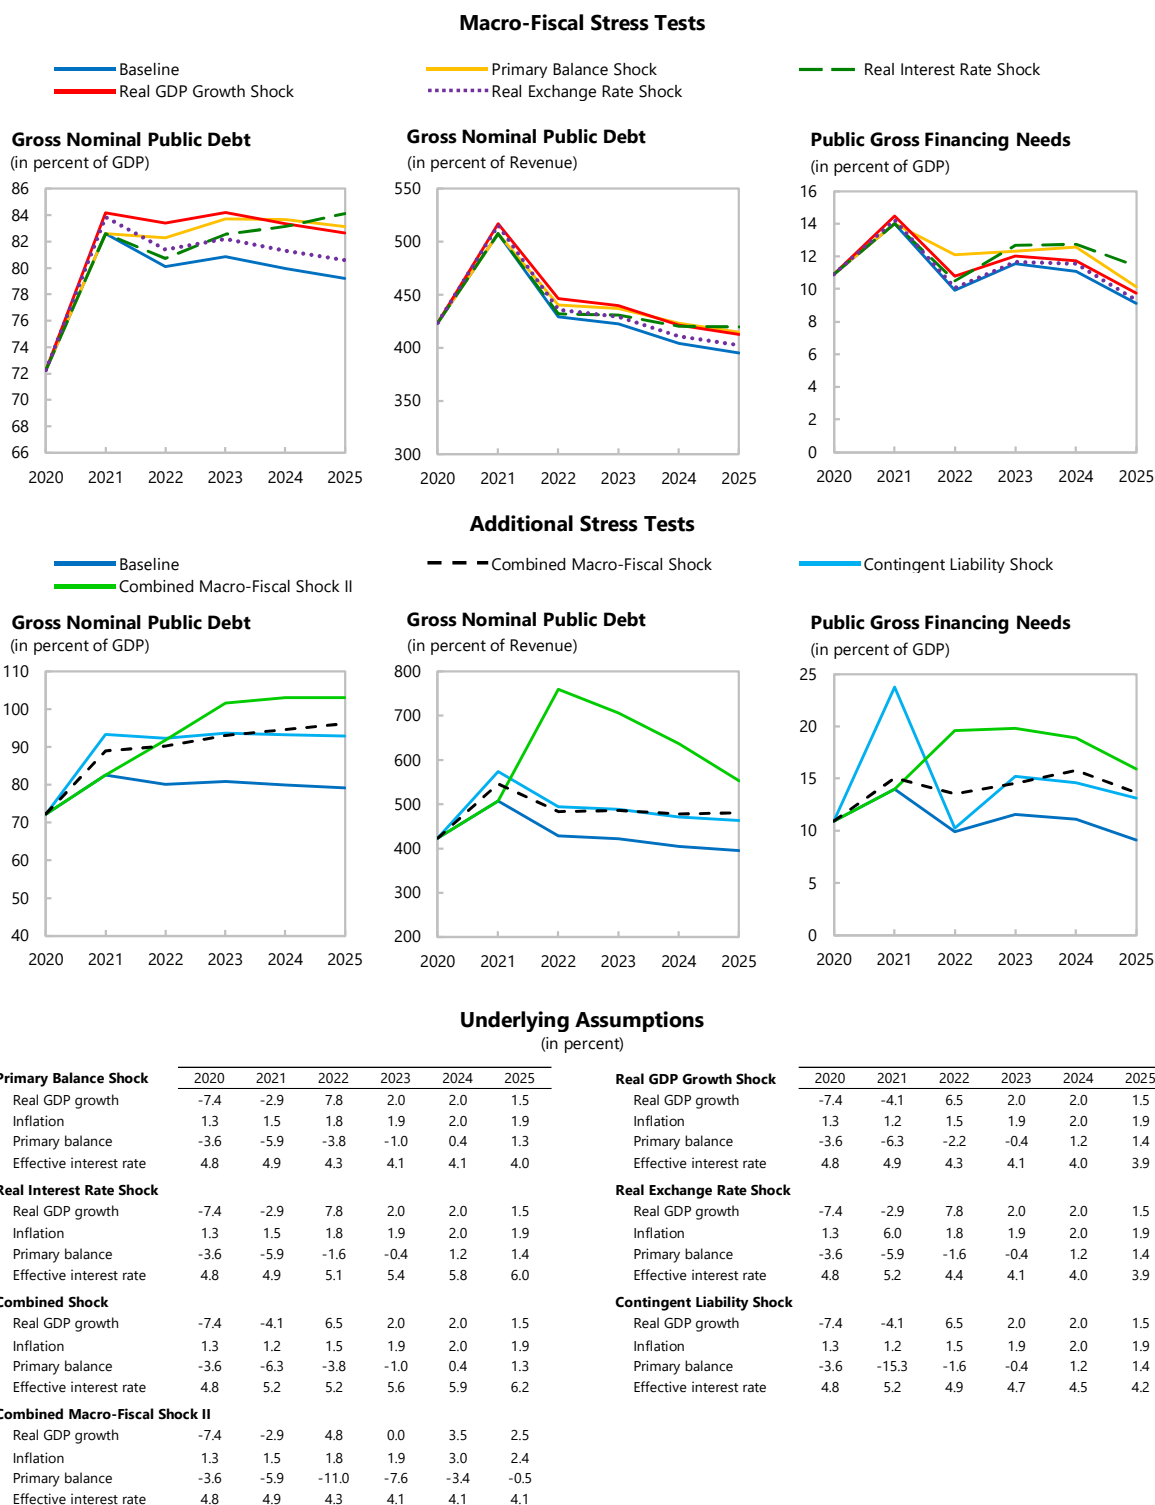 Macro-Fiscal Stress Tests
Baseline Primary Balance Shock Real Interest Rate Shock
Real GDP Growth Shock Real Exchange Rate Shock
Gross Nominal Public Debt
(in percent of GDP)
86
84
82
80
78
76
74
72
70
68
66
2020 2021 2022 2023 2024 2025
Gross Nominal Public Debt
(in percent of Revenue)
550
500
450
400
350
300
2020 2021 2022 2023 2024 2025
Public Gross Financing Needs
(in percent of GDP)
16
14
12
10
8
6
4
2
0
2020 2021 2022 2023 2024 2025
Additional Stress Tests
Baseline Combined Macro-Fiscal Shock Contingent Liability Shock
Combined Macro-Fiscal Shock II
Gross Nominal Public Debt
(in percent of GDP)
110
100
90
80
70
60
50
40
2020 2021 2022 2023 2024 2025
Gross Nominal Public Debt
(in percent of Revenue)
800
700
600
500
400
300
200
2020 2021 2022 2023 2024 2025
Public Gross Financing Needs
(in percent of GDP)
25
20
15
10
5
0
2020 2021 2022 2023 2024 2025
Underlying Assumptions
(in percent)
Primary Balance Shock 2020 2021 2022 2023 2024 2025
Real GDP growth -7.4 -2.9 7.8 2.0 2.0 1.5
Inflation 1.3 1.5 1.8 1.9 2.0 1.9
Primary balance -3.6 -5.9 -3.8 -1.0 0.4 1.3
Effective interest rate 4.8 4.9 4.3 4.1 4.1 4.0
Real Interest Rate Shock
Real GDP growth -7.4 -2.9 7.8 2.0 2.0 1.5
Inflation 1.3 1.5 1.8 1.9 2.0 1.9
Primary balance -3.6 -5.9 -1.6 -0.4 1.2 1.4
Effective interest rate 4.8 4.9 5.1 5.4 5.8 6.0
Combined Shock
Real GDP growth -7.4 -4.1 6.5 2.0 2.0 1.5
Inflation 1.3 1.2 1.5 1.9 2.0 1.9
Primary balance -3.6 -6.3 -3.8 -1.0 0.4 1.3
Effective interest rate 4.8 5.2 5.2 5.6 5.9 6.2
Combined Macro-Fiscal Shock II
Real GDP growth -7.4 -2.9 4.8 0.0 3.5 2.5
Inflation 1.3 1.5 1.8 1.9 3.0 2.4
Primary balance -3.6 -5.9 -11.0 -7.6 -3.4 -0.5
Effective interest rate 4.8 4.9 4.3 4.1 4.1 4.1
Real GDP Growth Shock 2020 2021 2022 2023 2024 2025
Real GDP growth -7.4 -4.1 6.5 2.0 2.0 1.5
Inflation 1.3 1.2 1.5 1.9 2.0 1.9
Primary balance -3.6 -6.3 -2.2 -0.4 1.2 1.4
Effective interest rate 4.8 4.9 4.3 4.1 4.0 3.9
Real Exchange Rate Shock
Real GDP growth -7.4 -2.9 7.8 2.0 2.0 1.5
Inflation 1.3 6.0 1.8 1.9 2.0 1.9
Primary balance -3.6 -5.9 -1.6 -0.4 1.2 1.4
Effective interest rate 4.8 5.2 4.4 4.1 4.0 3.9
Contingent Liability Shock
Real GDP growth -7.4 -4.1 6.5 2.0 2.0 1.5
Inflation 1.3 1.2 1.5 1.9 2.0 1.9
Primary balance -3.6 -15.3 -1.6 -0.4 1.2 1.4
Effective interest rate 4.8 5.2 4.9 4.7 4.5 4.2